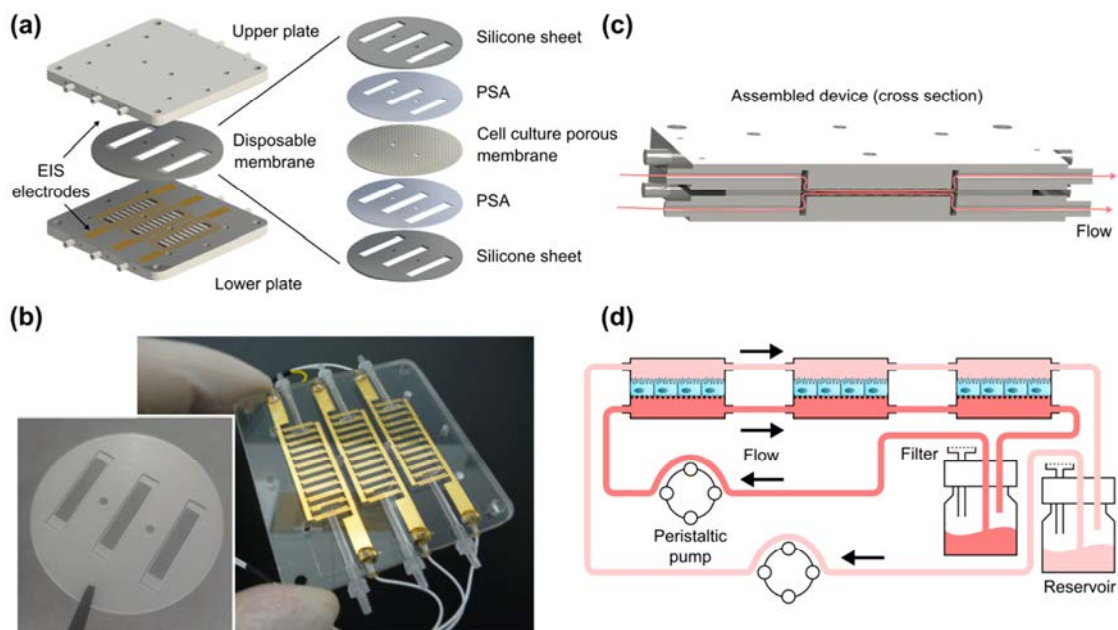 (a)
Upper plate
EIS
electrodes
Disposable
membrane
Lower plate
Silicone sheet
PSA
Cell culture porous
membrane
PSA
Silicone sheet
(b)
(c)
Assembled device (cross section)
Flow
(d)
Flow
Filter
Peristaltic
pump
Reservoir